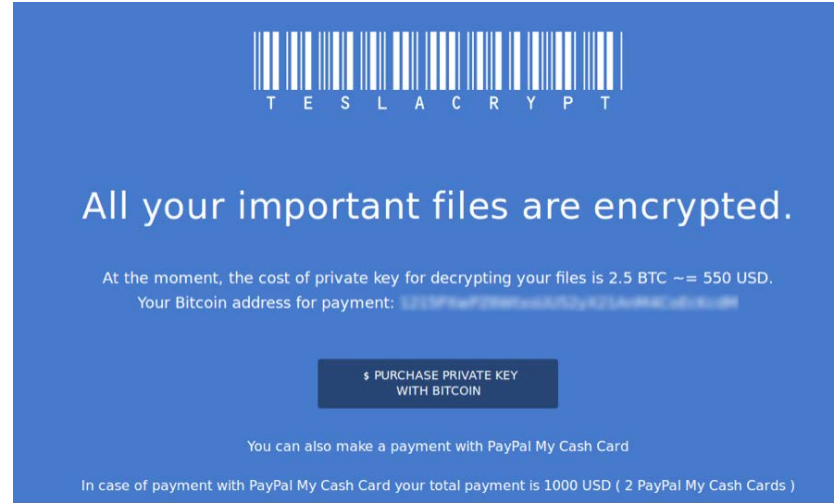 TESLACRYPT
All your important files are encrypted.
At the moment, the cost of private key for decrypting your files is 2.5 BTC ~= 550 USD.
Your Bitcoin address for payment:
$ PURCHASE PRIVATE KEY
WITH BITCOIN
You can also make a payment with PayPal My Cash Card
In case of payment with PayPal My Cash Card your total payment is 1000 USD ( 2 PayPal My Cash Cards )